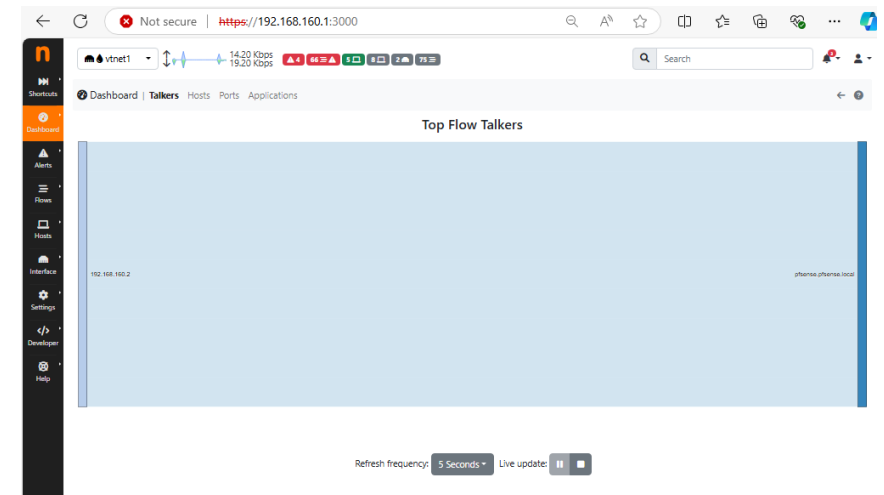 Not secure | https://192.168.160.1:3000
n
vtnet1
14.20 Kbps
19.20 Kbps
4
66
5
8
2
75
Search
3
Shortcuts
Dashboard | Talkers Hosts Ports Applications
Dashboard
Top Flow Talkers
Alerts
Flows
Hosts
Interface
192.168.160.2
pfsense.pfsense.local
Settings
Developer
Help
Refresh frequency: 5 Seconds Live update: